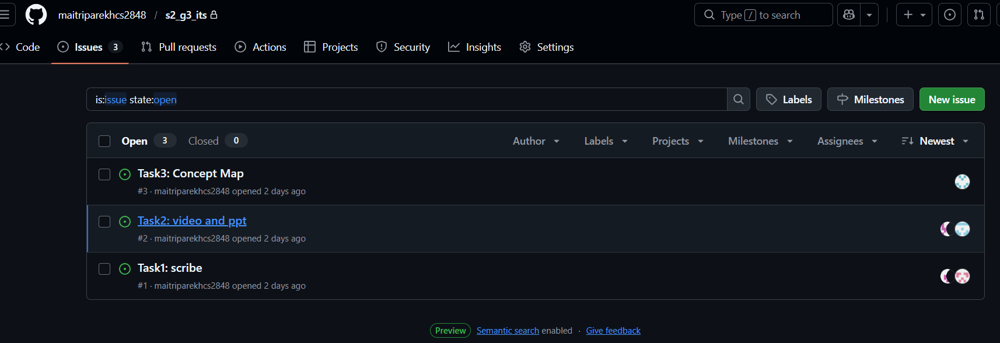 maitriparekhcs2848 / s2_g3_its
Type / to search
Code
Issues 3
Pull requests
Actions
Projects
Security
Insights
Settings
is:issue state:open
Labels
Milestones
New issue
Open 3
Closed 0
Author
Labels
Projects
Milestones
Assignees
Newest
Task3: Concept Map
#3 · maitriparekhcs2848 opened 2 days ago
Task2: video and ppt
#2 · maitriparekhcs2848 opened 2 days ago
Task1: scribe
#1 · maitriparekhcs2848 opened 2 days ago
Preview Semantic search enabled · Give feedback